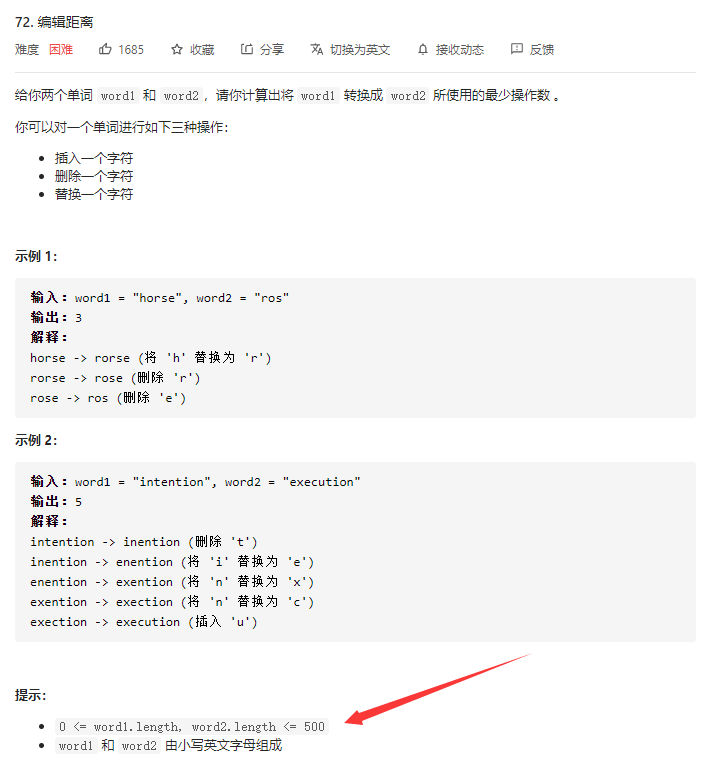 72. 编辑距离
难度 困难 1685 收藏 分享 切换为英文 接收动态 反馈
给你两个单词 word1 和 word2，请你计算出将 word1 转换成 word2 所使用的最少操作数 。
你可以对一个单词进行如下三种操作：
• 插入一个字符
• 删除一个字符
• 替换一个字符
示例 1：
输入：word1 = "horse", word2 = "ros"
输出：3
解释：
horse -> rorse (将 'h' 替换为 'r')
rorse -> rose (删除 'r')
rose -> ros (删除 'e')
示例 2：
输入：word1 = "intention", word2 = "execution"
输出：5
解释：
intention -> inention (删除 't')
inention -> enention (将 'i' 替换为 'e')
enention -> exention (将 'n' 替换为 'x')
exention -> exection (将 'n' 替换为 'c')
exection -> execution (插入 'u')
提示：
• 0 <= word1.length, word2.length <= 500
• word1 和 word2 由小写英文字母组成